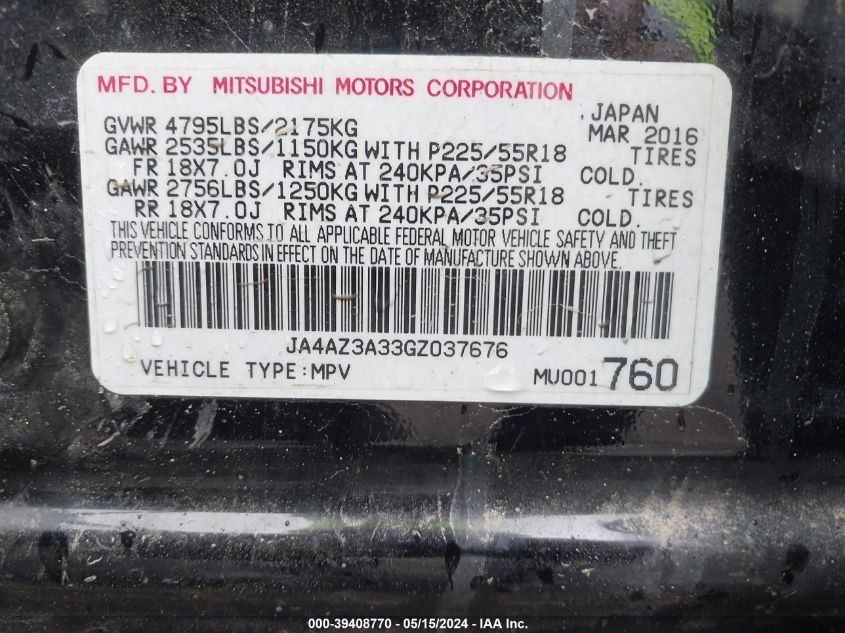 MFD. BY MITSUBISHI MOTORS CORPORATION
JAPAN
GVWR 4795LBS/2175KG MAR 2016
GAWR 2535LBS/1150KG WITH P225/55R18 TIRES
FR 18X7.0J RIMS AT 240KPA/35PSI COLD.
GAWR 2756LBS/1250KG WITH P225/55R18 TIRES
RR 18X7.0J RIMS AT 240KPA/35PSI COLD.
THIS VEHICLE CONFORMS TO ALL APPLICABLE FEDERAL MOTOR VEHICLE SAFETY AND THEFT
PREVENTION STANDARDS IN EFFECT ON THE DATE OF MANUFACTURE SHOWN ABOVE.
JA4AZ3A33GZ037676
VEHICLE TYPE:MPV MU001 760
000-39408770 - 05/15/2024 - IAA Inc.